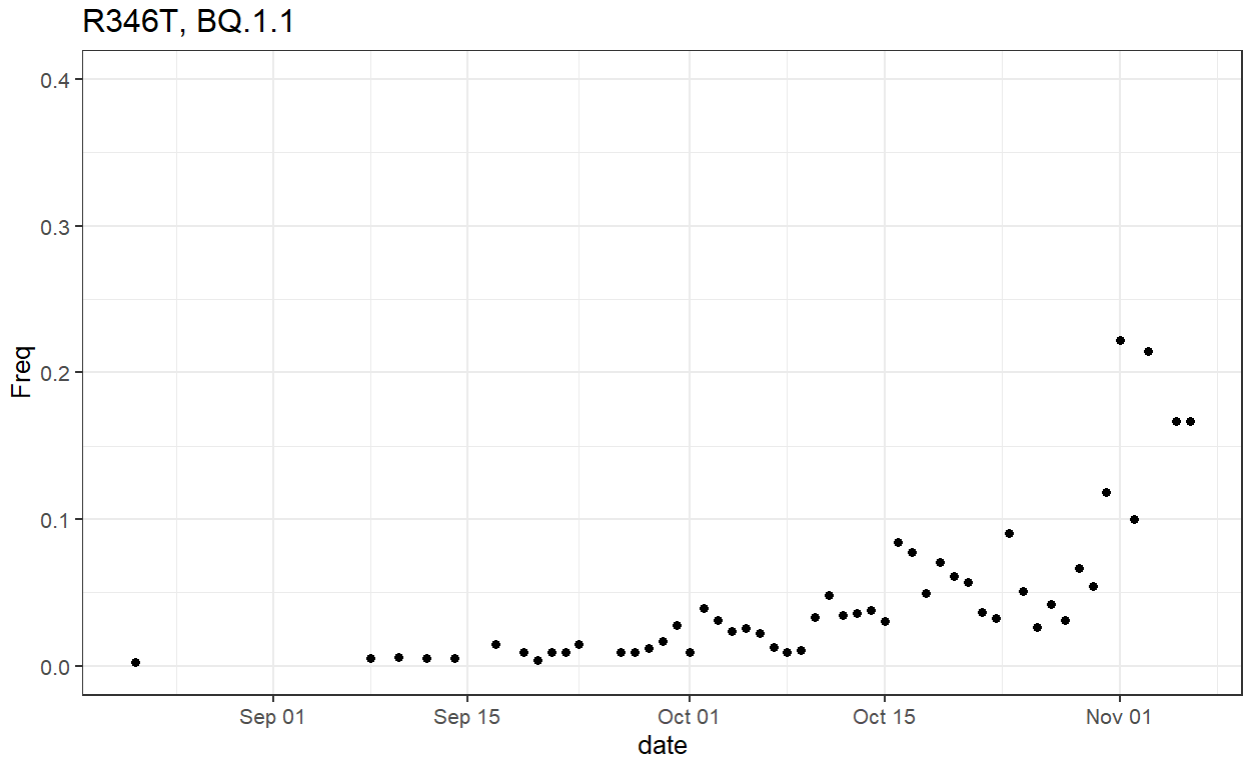 R346T, BQ.1.1
0.4
0.3
0.2
0.1
0.0
Freq
Sep 01
Sep 15
Oct 01
Oct 15
Nov 01
date